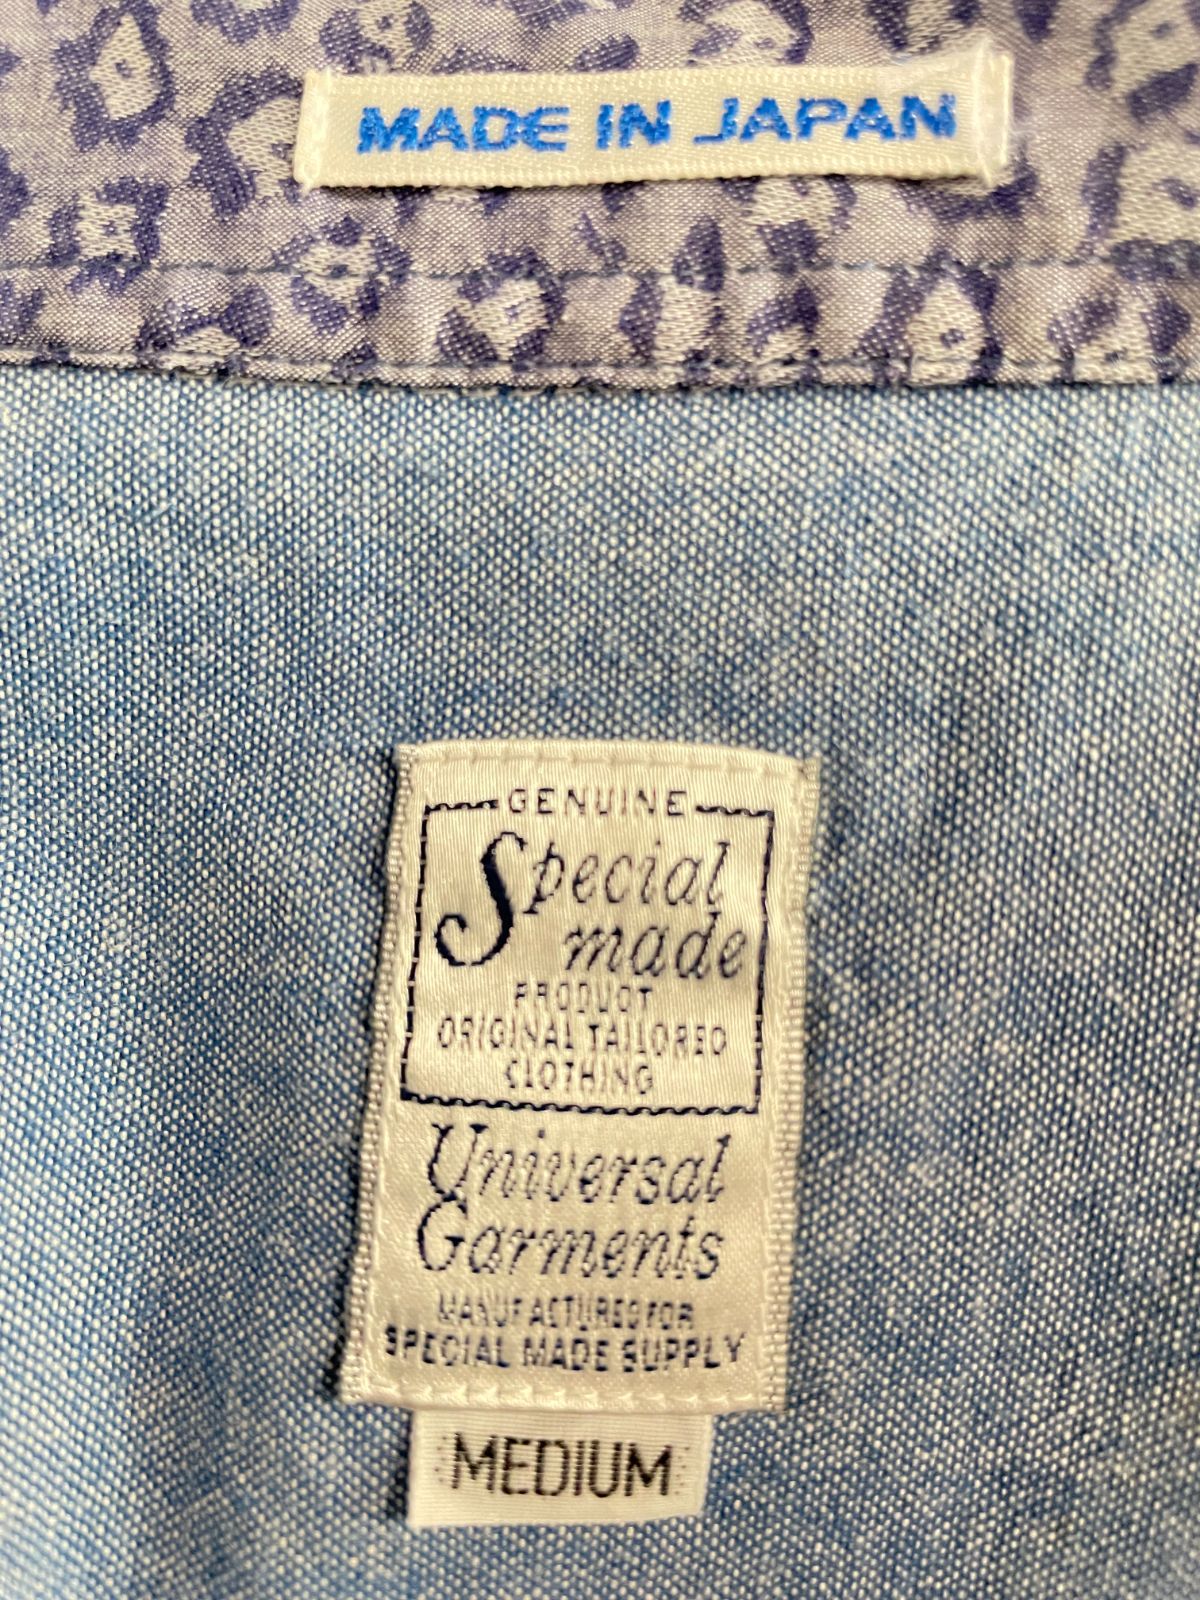 MADE IN JAPAN
GENUINE
Special
made
PRODUCT
ORIGINAL TAILORED
CLOTHING
Universal
Garments
MANUFACTURED FOR
SPECIAL MADE SUPPLY
MEDIUM